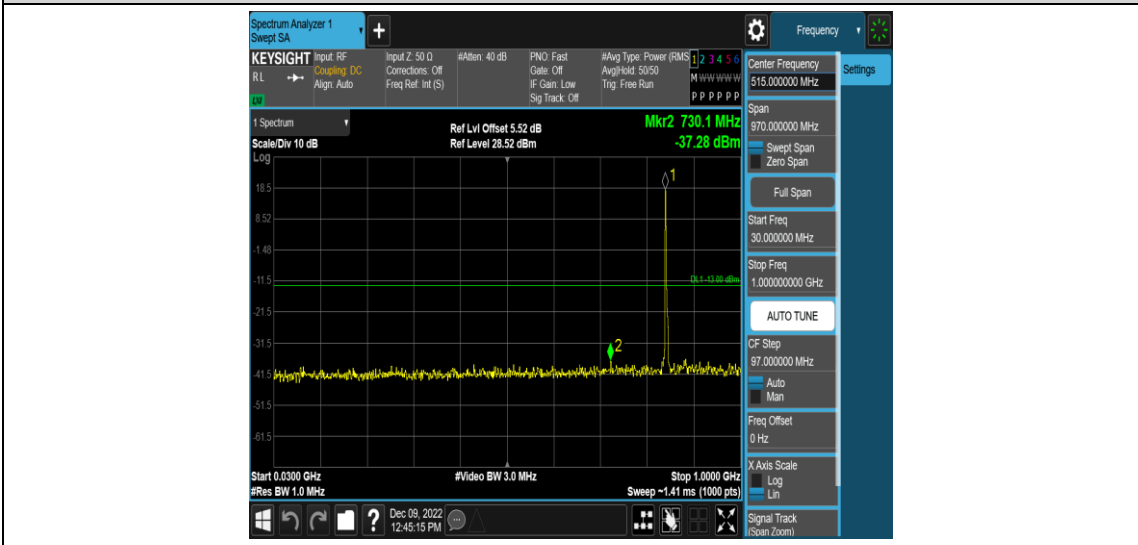 Spectrum Analyzer 1
Swept SA
+
Frequency
KEYSIGHT
RL
LXI
Input: RF
Coupling: DC
Align: Auto
Input Z: 50 Ω
Corrections: Off
Freq Ref: Int (S)
#Atten: 40 dB
PNO: Fast
Gate: Off
IF Gain: Low
Sig Track: Off
#Avg Type: Power (RMS
Avg|Hold: 50/50
Trig: Free Run
1 2 3 4 5 6
M W W W W W
P P P P P P
1 Spectrum
Scale/Div 10 dB
Log
Ref Lvl Offset 5.52 dB
Ref Level 28.52 dBm
Mkr2 730.1 MHz
-37.28 dBm
1
18.5
8.52
-1.48
-11.5
DL1 -13.00 dBm
-21.5
-31.5
2
-41.5
-51.5
-61.5
Start 0.0300 GHz
#Res BW 1.0 MHz
#Video BW 3.0 MHz
Stop 1.0000 GHz
Sweep ~1.41 ms (1000 pts)
?
Dec 09, 2022
12:45:15 PM
Center Frequency
515.000000 MHz
Settings
Span
970.000000 MHz
Swept Span
Zero Span
Full Span
Start Freq
30.000000 MHz
Stop Freq
1.000000000 GHz
AUTO TUNE
CF Step
97.000000 MHz
Auto
Man
Freq Offset
0 Hz
X Axis Scale
Log
Lin
Signal Track
(Span Zoom)